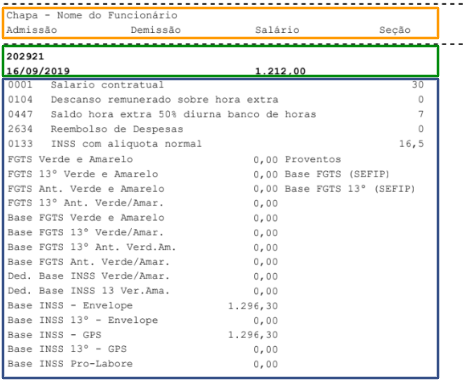 Chapa - Nome do Funcionário
Admissão Demissão Salário Seção
202921
16/09/2019 1.212,00
0001 Salario contratual 30
0104 Descanso remunerado sobre hora extra 0
0447 Saldo hora extra 50% diurna banco de horas 7
2634 Reembolso de Despesas 0
0133 INSS com aliquota normal 16,5
FGTS Verde e Amarelo 0,00 Proventos
FGTS 13º Verde e Amarelo 0,00 Base FGTS (SEFIP)
FGTS Ant. Verde e Amarelo 0,00 Base FGTS 13º (SEFIP)
FGTS 13º Ant. Verde/Amar. 0,00
Base FGTS Verde e Amarelo 0,00
Base FGTS 13º Verde/Amar. 0,00
Base FGTS 13º Ant. Verd.Am. 0,00
Base FGTS Ant. Verde/Amar. 0,00
Ded. Base INSS Verde/Amar. 0,00
Ded. Base INSS 13 Ver.Ama. 0,00
Base INSS - Envelope 1.296,30
Base INSS 13º - Envelope 0,00
Base INSS - GPS 1.296,30
Base INSS 13º - GPS 0,00
Base INSS Pro-Labore 0,00